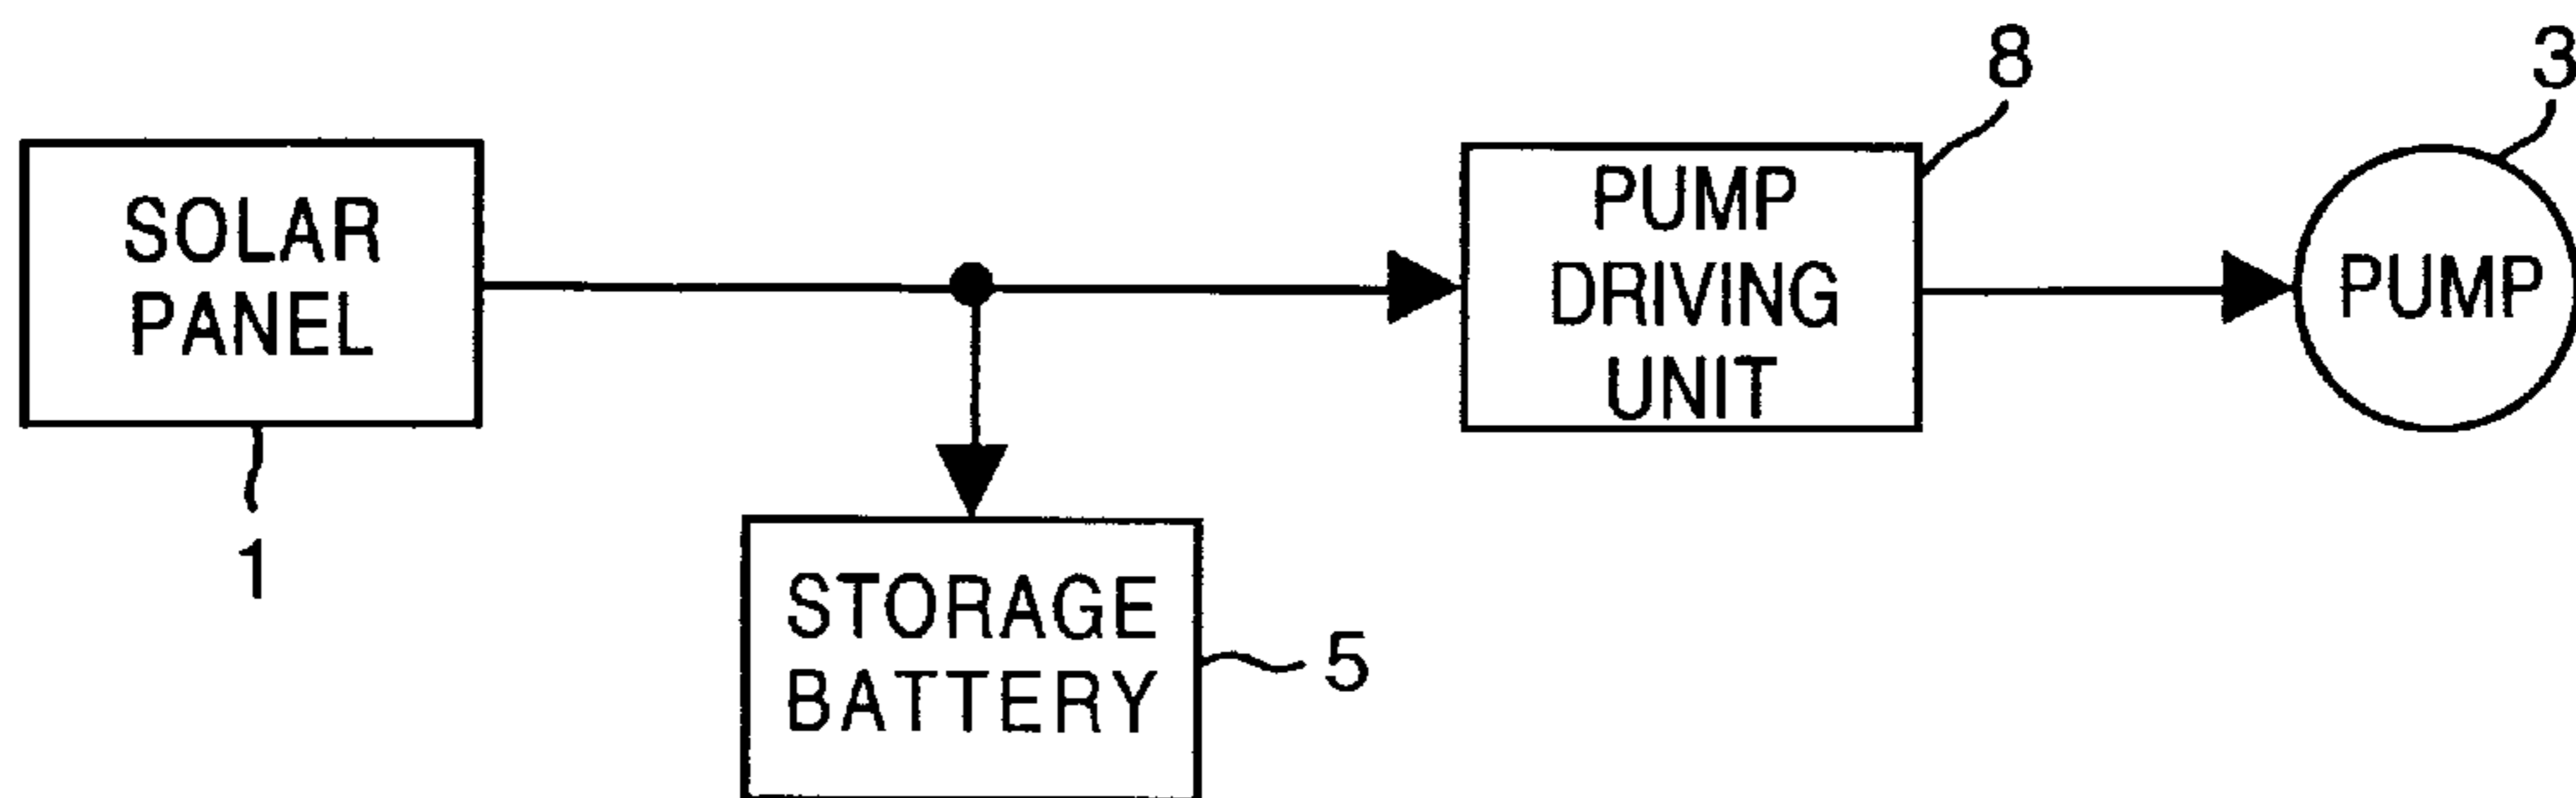 8
3
SOLAR
PANEL
PUMP
DRIVING
UNIT
PUMP
1
STORAGE
BATTERY
5